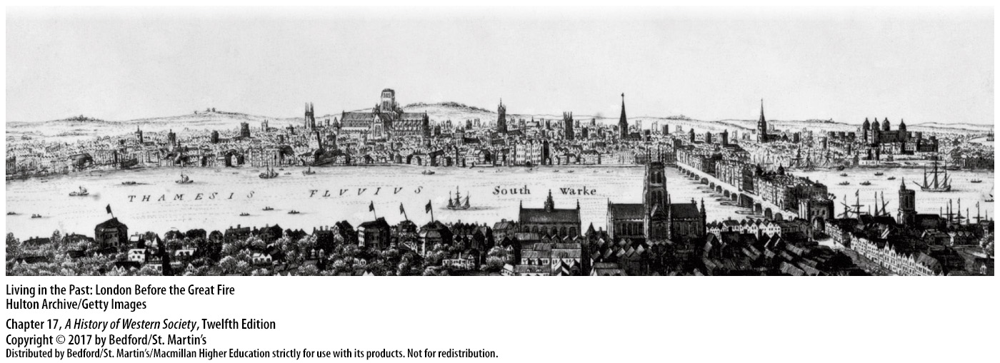 THAMESIS FLVVIUS South Warke
Living in the Past: London Before the Great Fire
Hulton Archive/Getty Images
Chapter 17, A History of Western Society, Twelfth Edition
Copyright © 2017 by Bedford/St. Martin’s
Distributed by Bedford/St. Martin’s/Macmillan Higher Education strictly for use with its products. Not for redistribution.